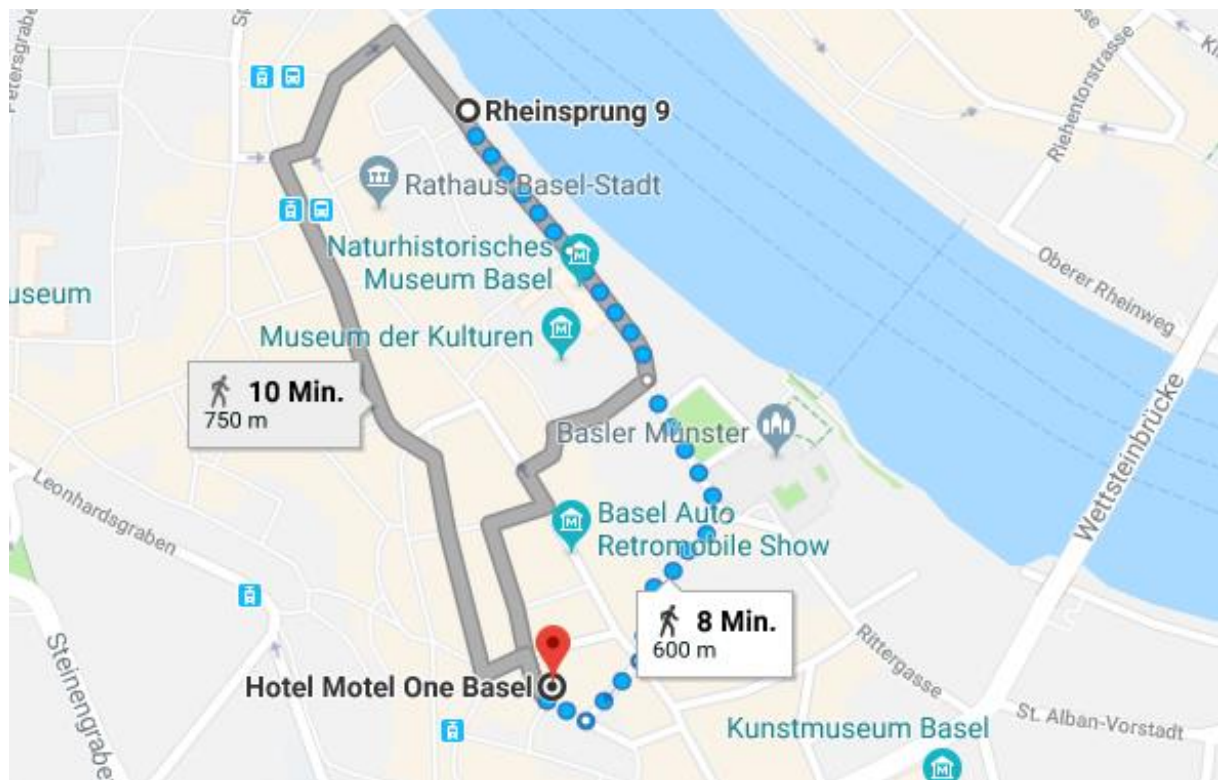 Petersgraben
Rheinsprung 9
Riehentorstrasse
Rathaus Basel-Stadt
Naturhistorisches
Museum Basel
Oberer Rheinweg
useum
Museum der Kulturen
10 Min.
750 m
Wettsteinbrücke
Basler Münster
Leonhardsgraben
Basel Auto
Retromobile Show
8 Min.
600 m
Rittergasse
Steinengraben
Hotel Motel One Basel
St. Alban-Vorstadt
Kunstmuseum Basel